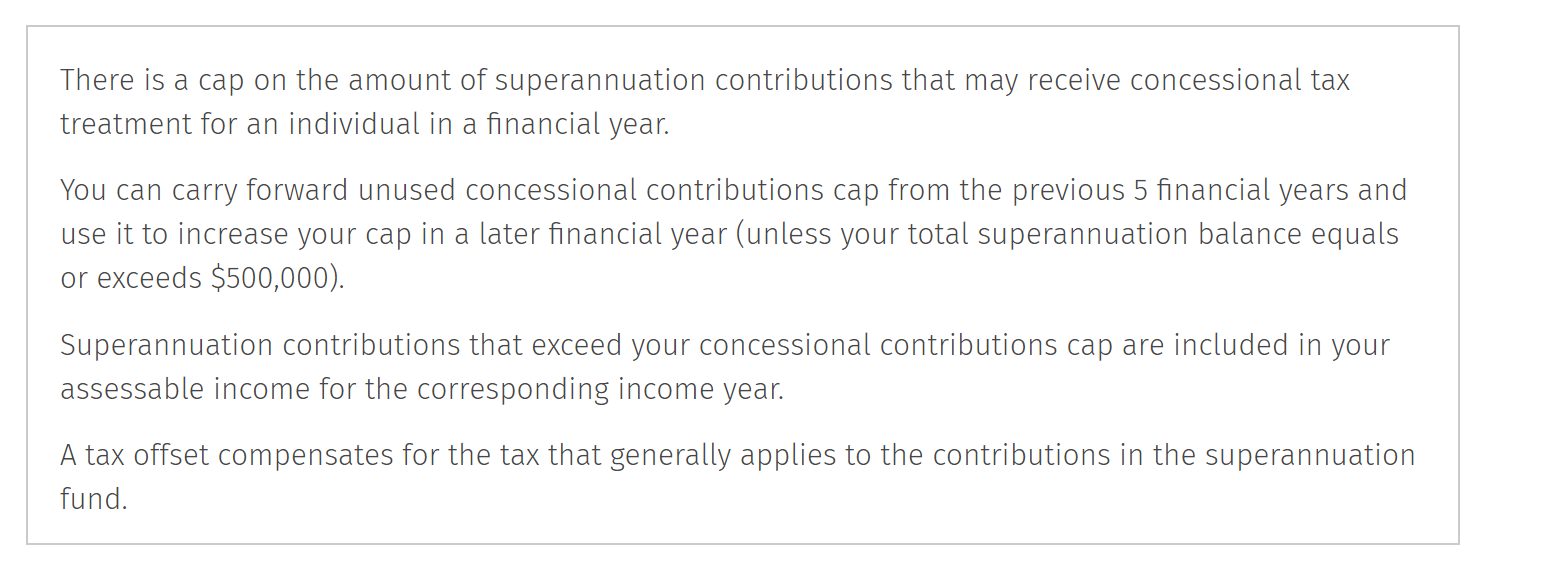 There is a cap on the amount of superannuation contributions that may receive concessional tax
treatment for an individual in a financial year.
You can carry forward unused concessional contributions cap from the previous 5 financial years and
use it to increase your cap in a later financial year (unless your total superannuation balance equals
or exceeds $500,000).
Superannuation contributions that exceed your concessional contributions cap are included in your
assessable income for the corresponding income year.
A tax offset compensates for the tax that generally applies to the contributions in the superannuation
fund.